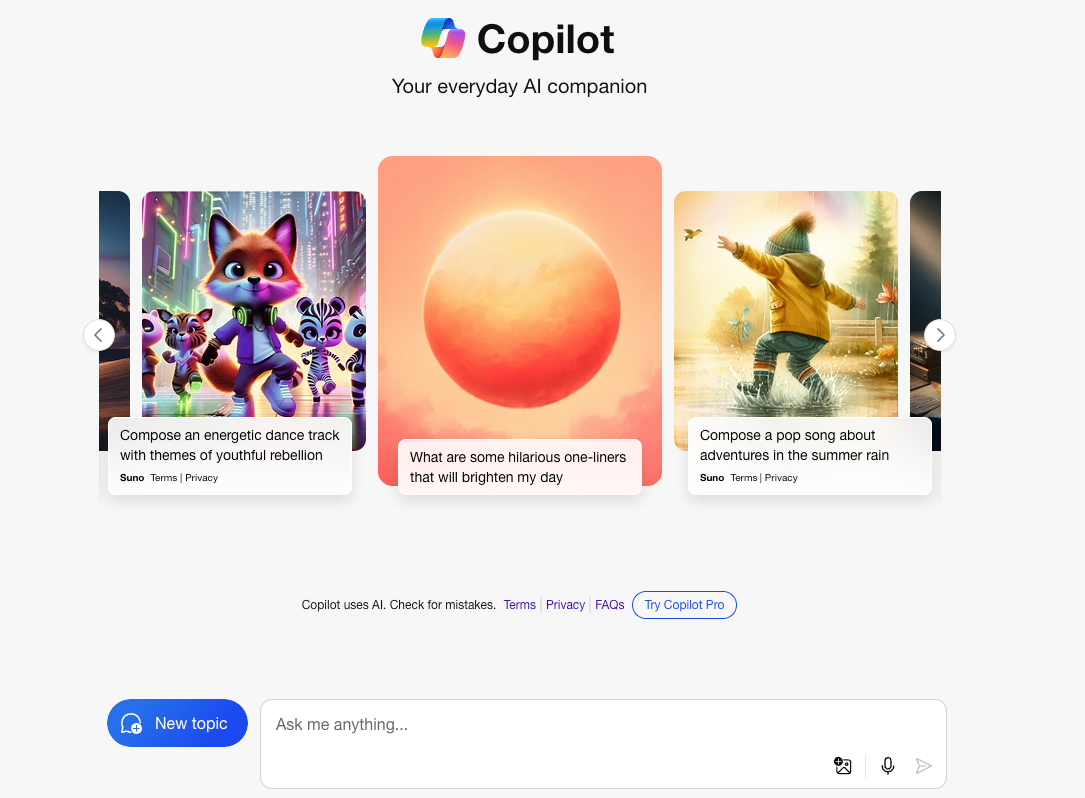 Copilot
Your everyday AI companion
Compose an energetic dance track
with themes of youthful rebellion
Suno Terms | Privacy
What are some hilarious one-liners
that will brighten my day
Compose a pop song about
adventures in the summer rain
Suno Terms | Privacy
Copilot uses AI. Check for mistakes. Terms | Privacy | FAQs Try Copilot Pro
New topic
Ask me anything...